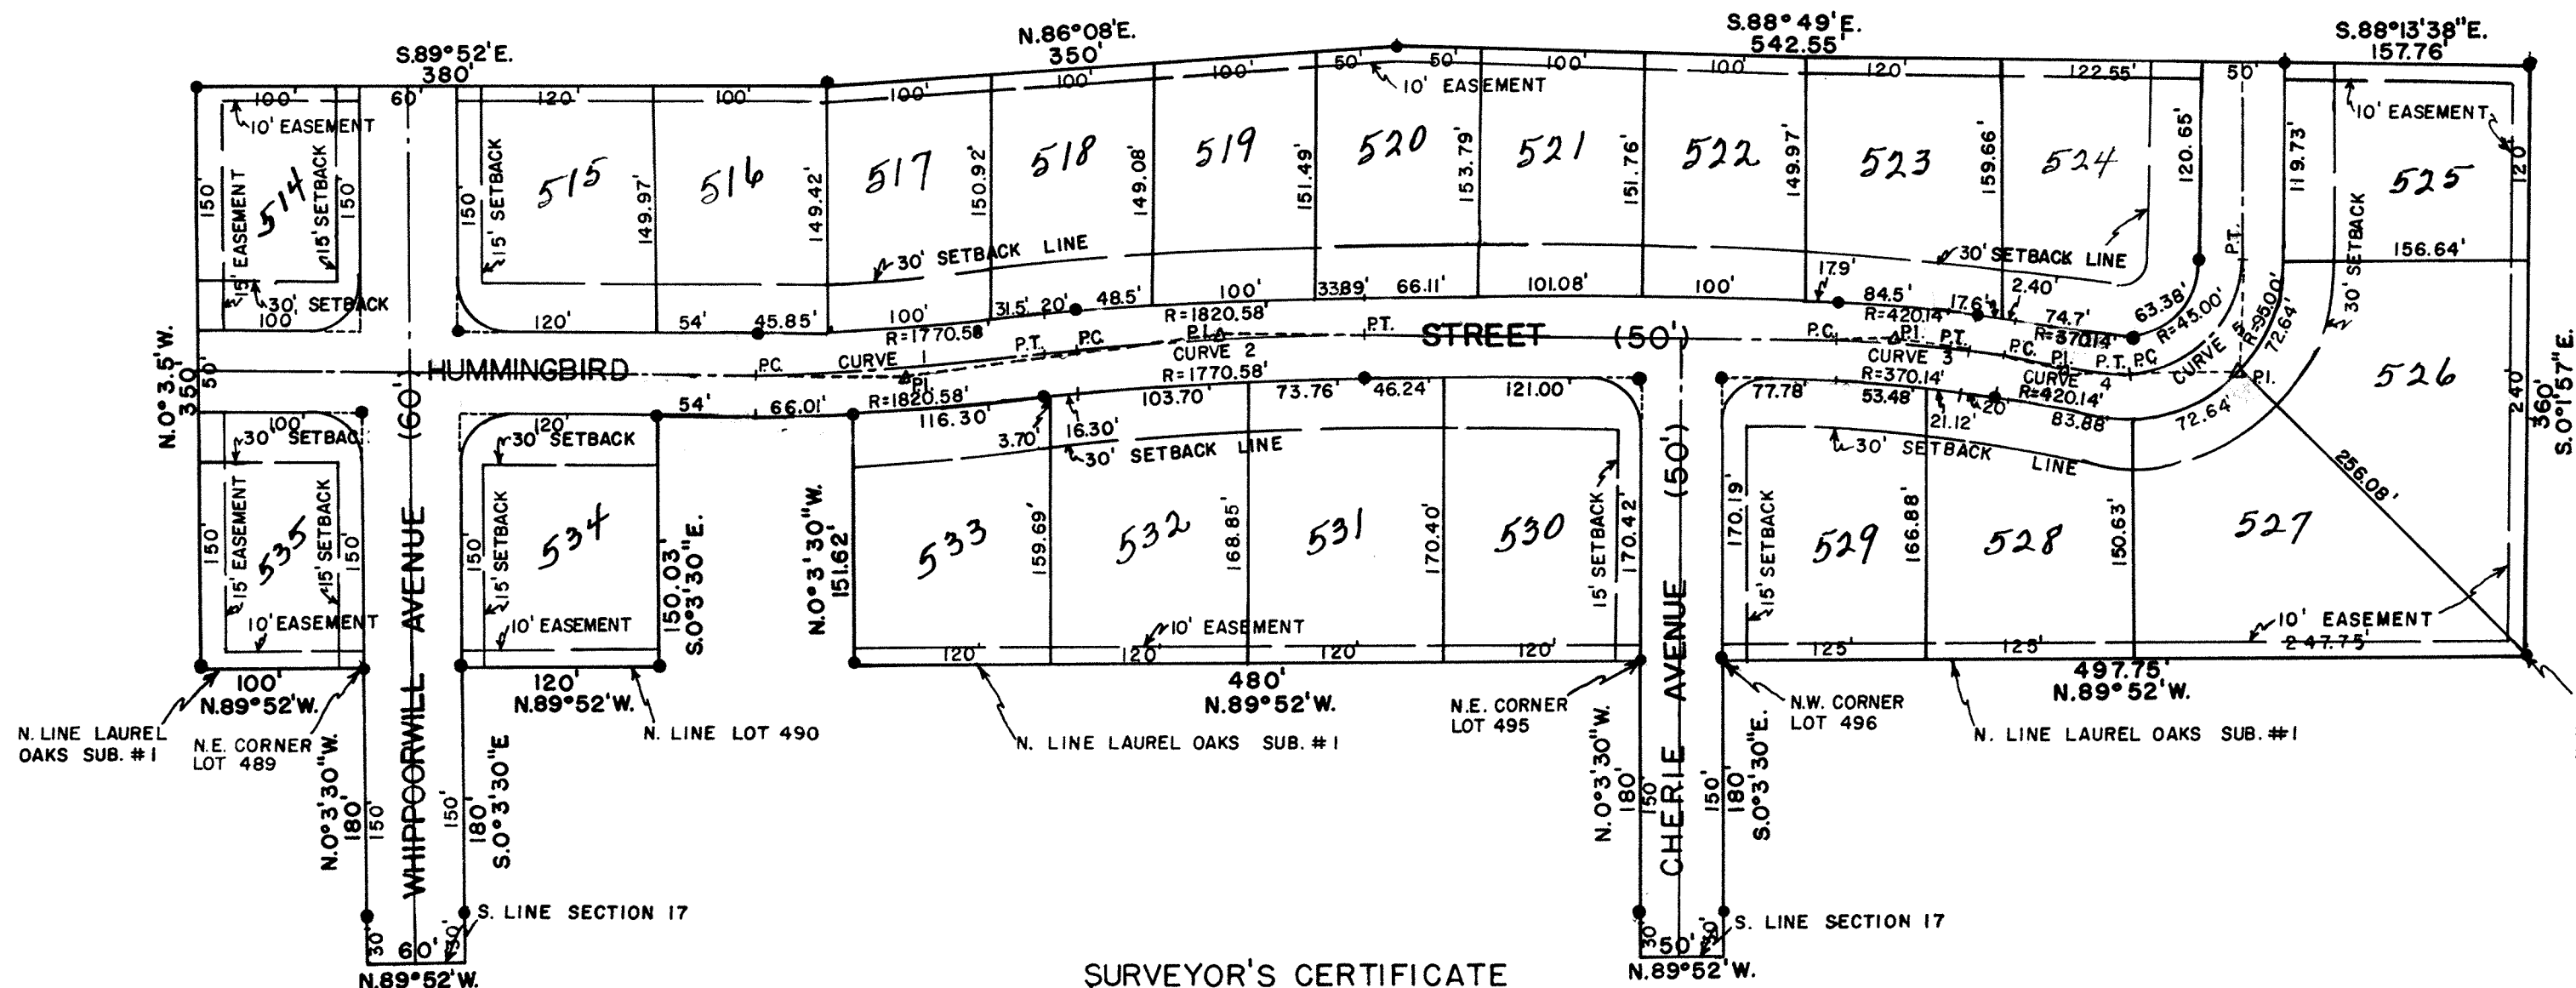 S.89°52'E.
380'
N.86°08'E.
350'
S.88°49'E.
542.55'
S.88°13'38"E.
157.76'
100'
60'
120'
100'
100'
100'
100'
50'
50'
100'
100'
120'
122.55'
50'
10' EASEMENT
10' EASEMENT
10' EASEMENT
150'
15' EASEMENT
514
15' SETBACK
150'
150'
15' SETBACK
515
149.97'
516
149.42'
517
150.92'
518
149.08'
519
151.49'
520
153.79'
521
151.76'
522
149.97'
523
159.66'
524
120.65'
119.73'
525
120'
156.64'
30' SETBACK
30' SETBACK
100'
30' SETBACK LINE
30' SETBACK LINE
120'
54'
45.85'
100'
R=1770.58
31.5'
20'
48.5'
100'
R=1820.58'
33.89'
66.11'
101.08'
100'
17.9'
84.5'
R=420.14'
17.6'
2.40'
74.7'
R=370.14'
63.36'
R=45.00'
R=95.00'
72.64'
P.T.
N.0°3.5'W.
350'
50'
HUMMINGBIRD
STREET (50')
P.C.
CURVE 1
P.I.
P.T.
P.C.
P.I.
CURVE 2
P.T.
P.C.
P.I.
CURVE 3
P.T.
P.C.
P.I.
CURVE 4
P.T.
P.C.
CURVE 5
P.I.
526
240'
360'
S.0°1'57"E.
100'
30' SETBAC
120'
30' SETBACK
54'
66.01'
R=1820.58'
116.30'
3.70'
16.30'
R=1770.58'
103.70'
73.76'
46.24'
121.00'
77.78'
R=370.14'
53.48'
21.12'
20'
R=420.14'
83.88'
72.64'
256.08'
30' SETBACK LINE
30' SETBACK LINE
150'
15' EASEMENT
535
15' SETBACK
150'
WHIPPOORWILL AVENUE (60')
150'
15' SETBACK
534
150.03'
S.0°3'30"E.
N.0°3'30"W.
151.62'
533
159.69'
532
168.85'
531
170.40'
530
15' SETBACK
170.42'
CHERIE AVENUE (50')
170.19'
15' SETBACK
529
166.88'
528
150.63'
527
10' EASEMENT
10' EASEMENT
10' EASEMENT
10' EASEMENT
120'
120'
120'
120'
125'
125'
247.75'
100'
N.89°52'W.
120'
N.89°52'W.
480'
N.89°52'W.
497.75'
N.89°52'W.
N. LINE LAUREL
OAKS SUB. #1
N.E. CORNER
LOT 489
N. LINE LOT 490
N. LINE LAUREL OAKS SUB. #1
N.E. CORNER
LOT 495
N.W. CORNER
LOT 496
N. LINE LAUREL OAKS SUB. #1
N.0°3'30"W.
180'
150'
150'
180'
S.0°3'30"E
N.0°3'30"W.
180'
150'
150'
180'
S.0°3'30"E.
S. LINE SECTION 17
S. LINE SECTION 17
30'
60'
30'
N.89°52'W.
30'
50'
30'
N.89°52'W.
SURVEYOR'S CERTIFICATE